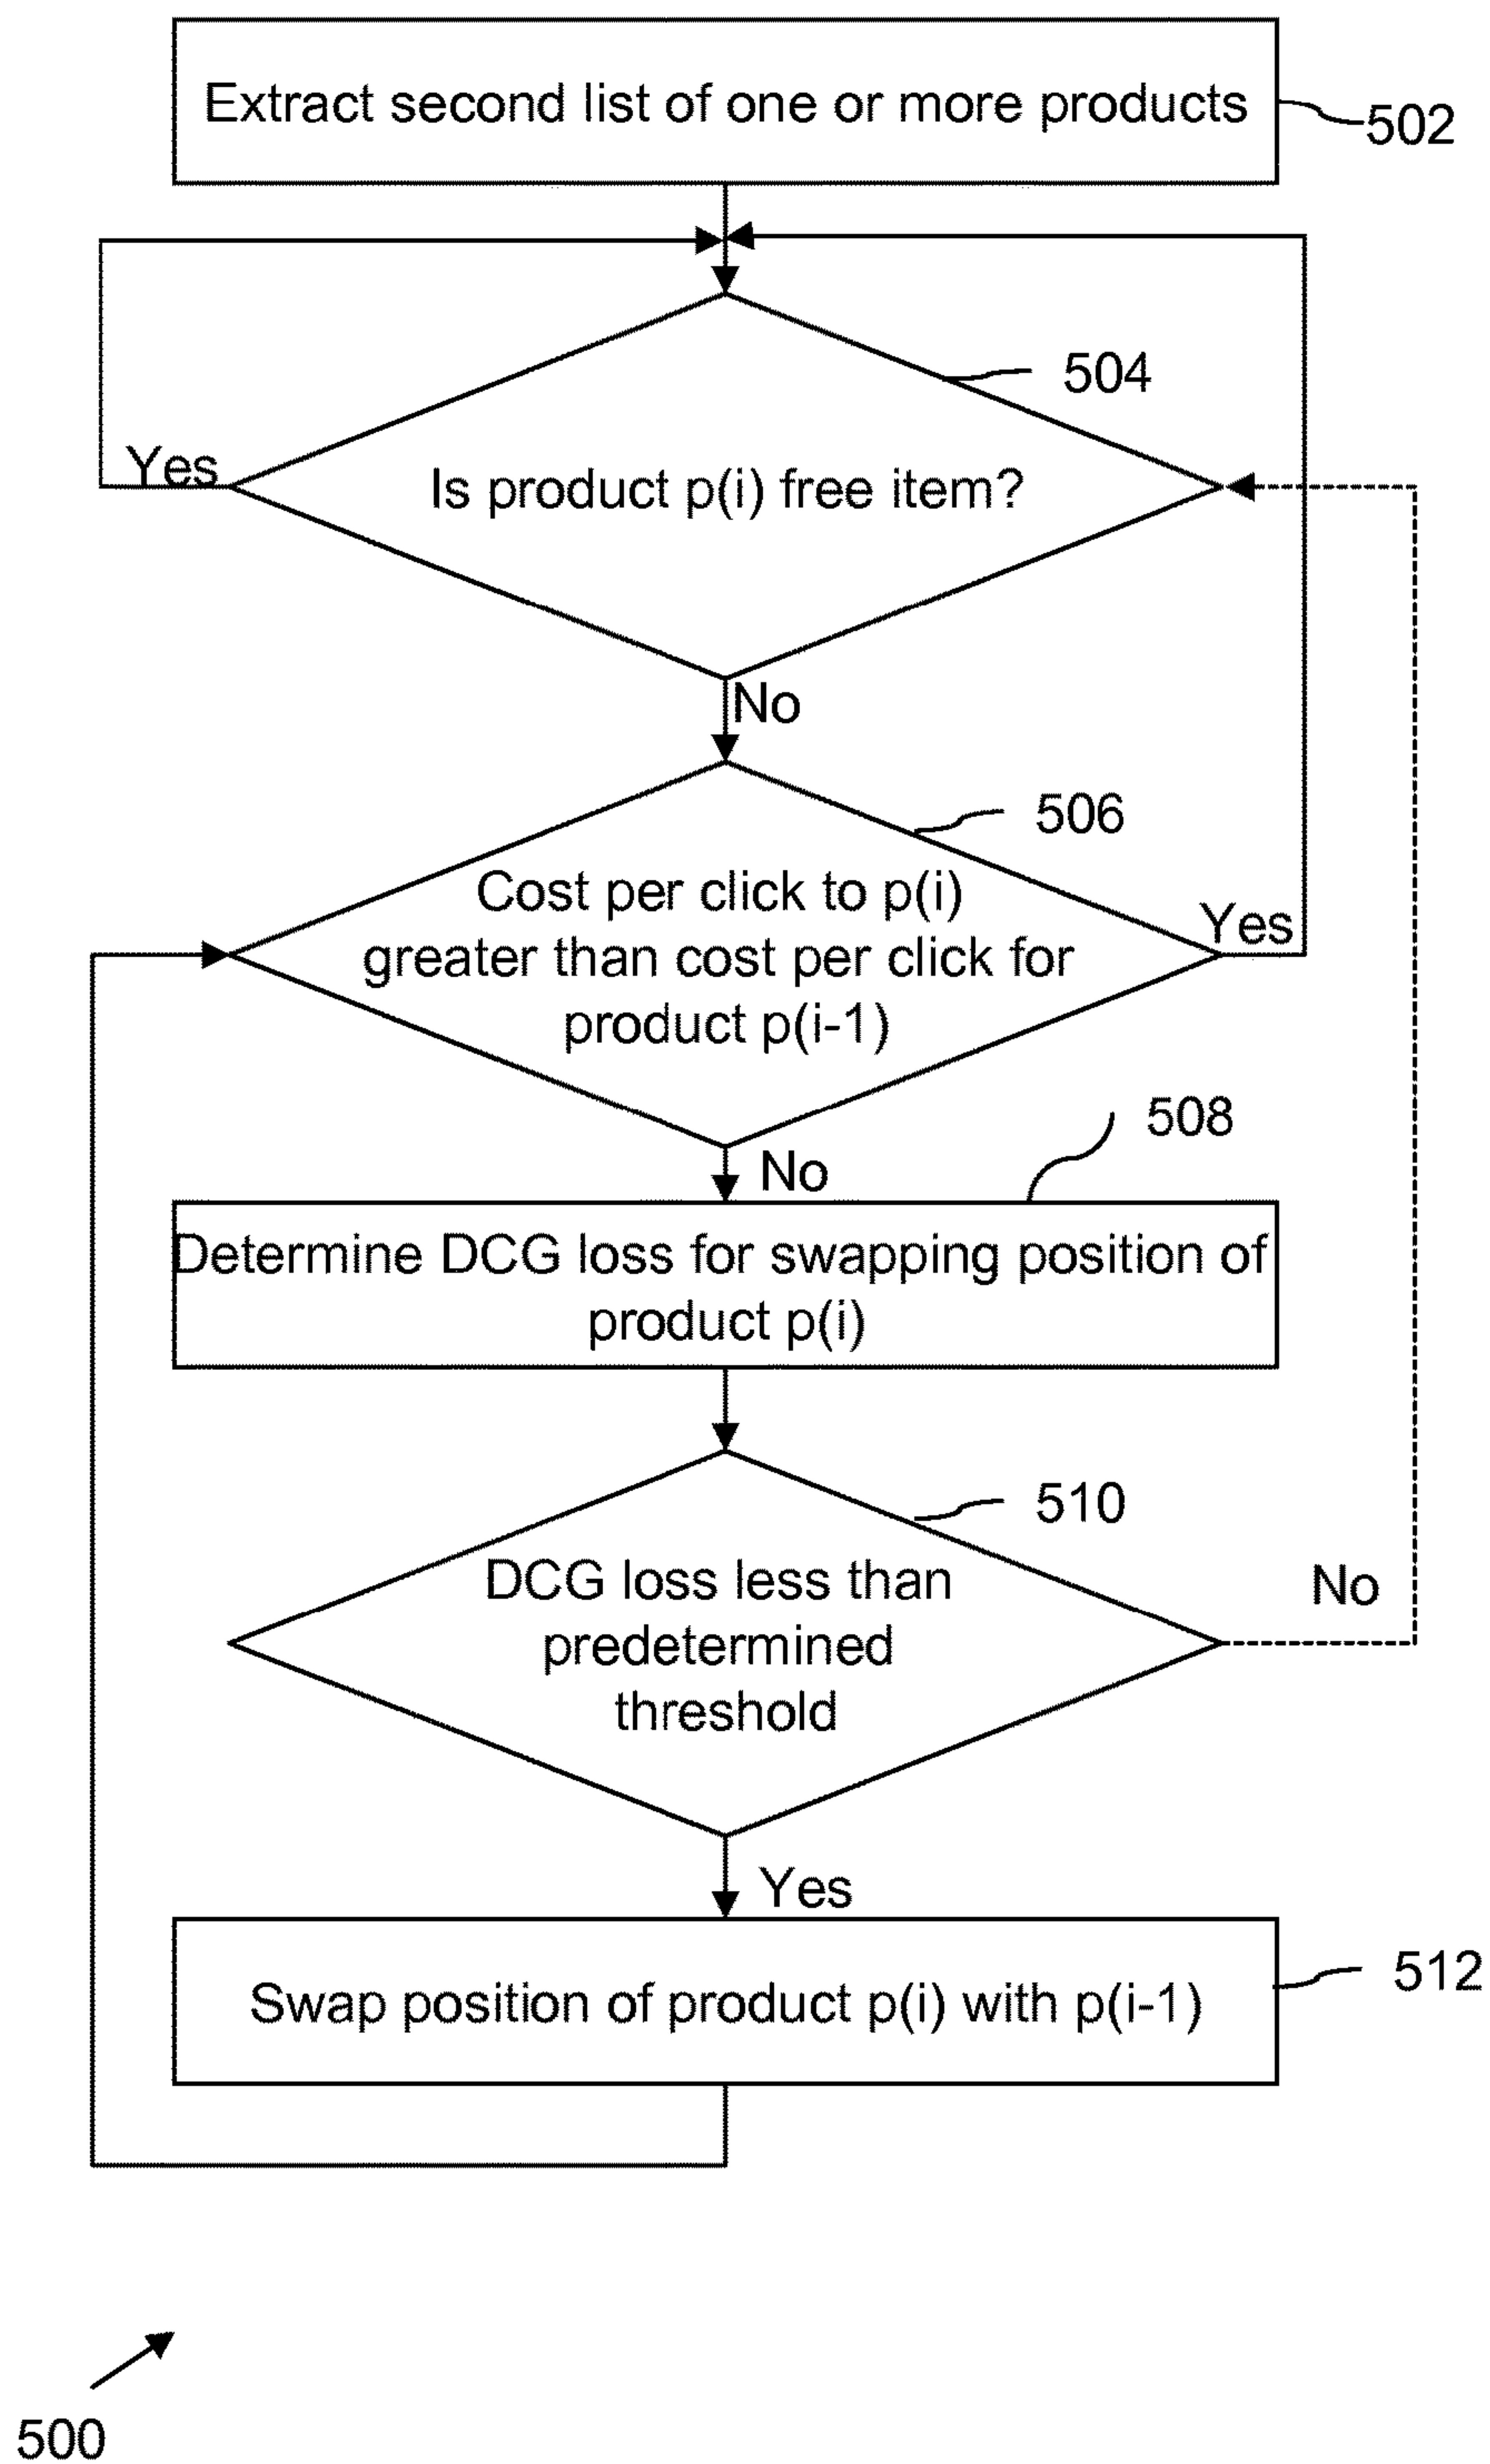 Extract second list of one or more products
502
504
Yes
Is product p(i) free item?
No
506
Cost per click to p(i)
greater than cost per click for
product p(i-1)
Yes
508
No
Determine DCG loss for swapping position of
product p(i)
510
DCG loss less than
predetermined
threshold
No
Yes
Swap position of product p(i) with p(i-1)
512
500